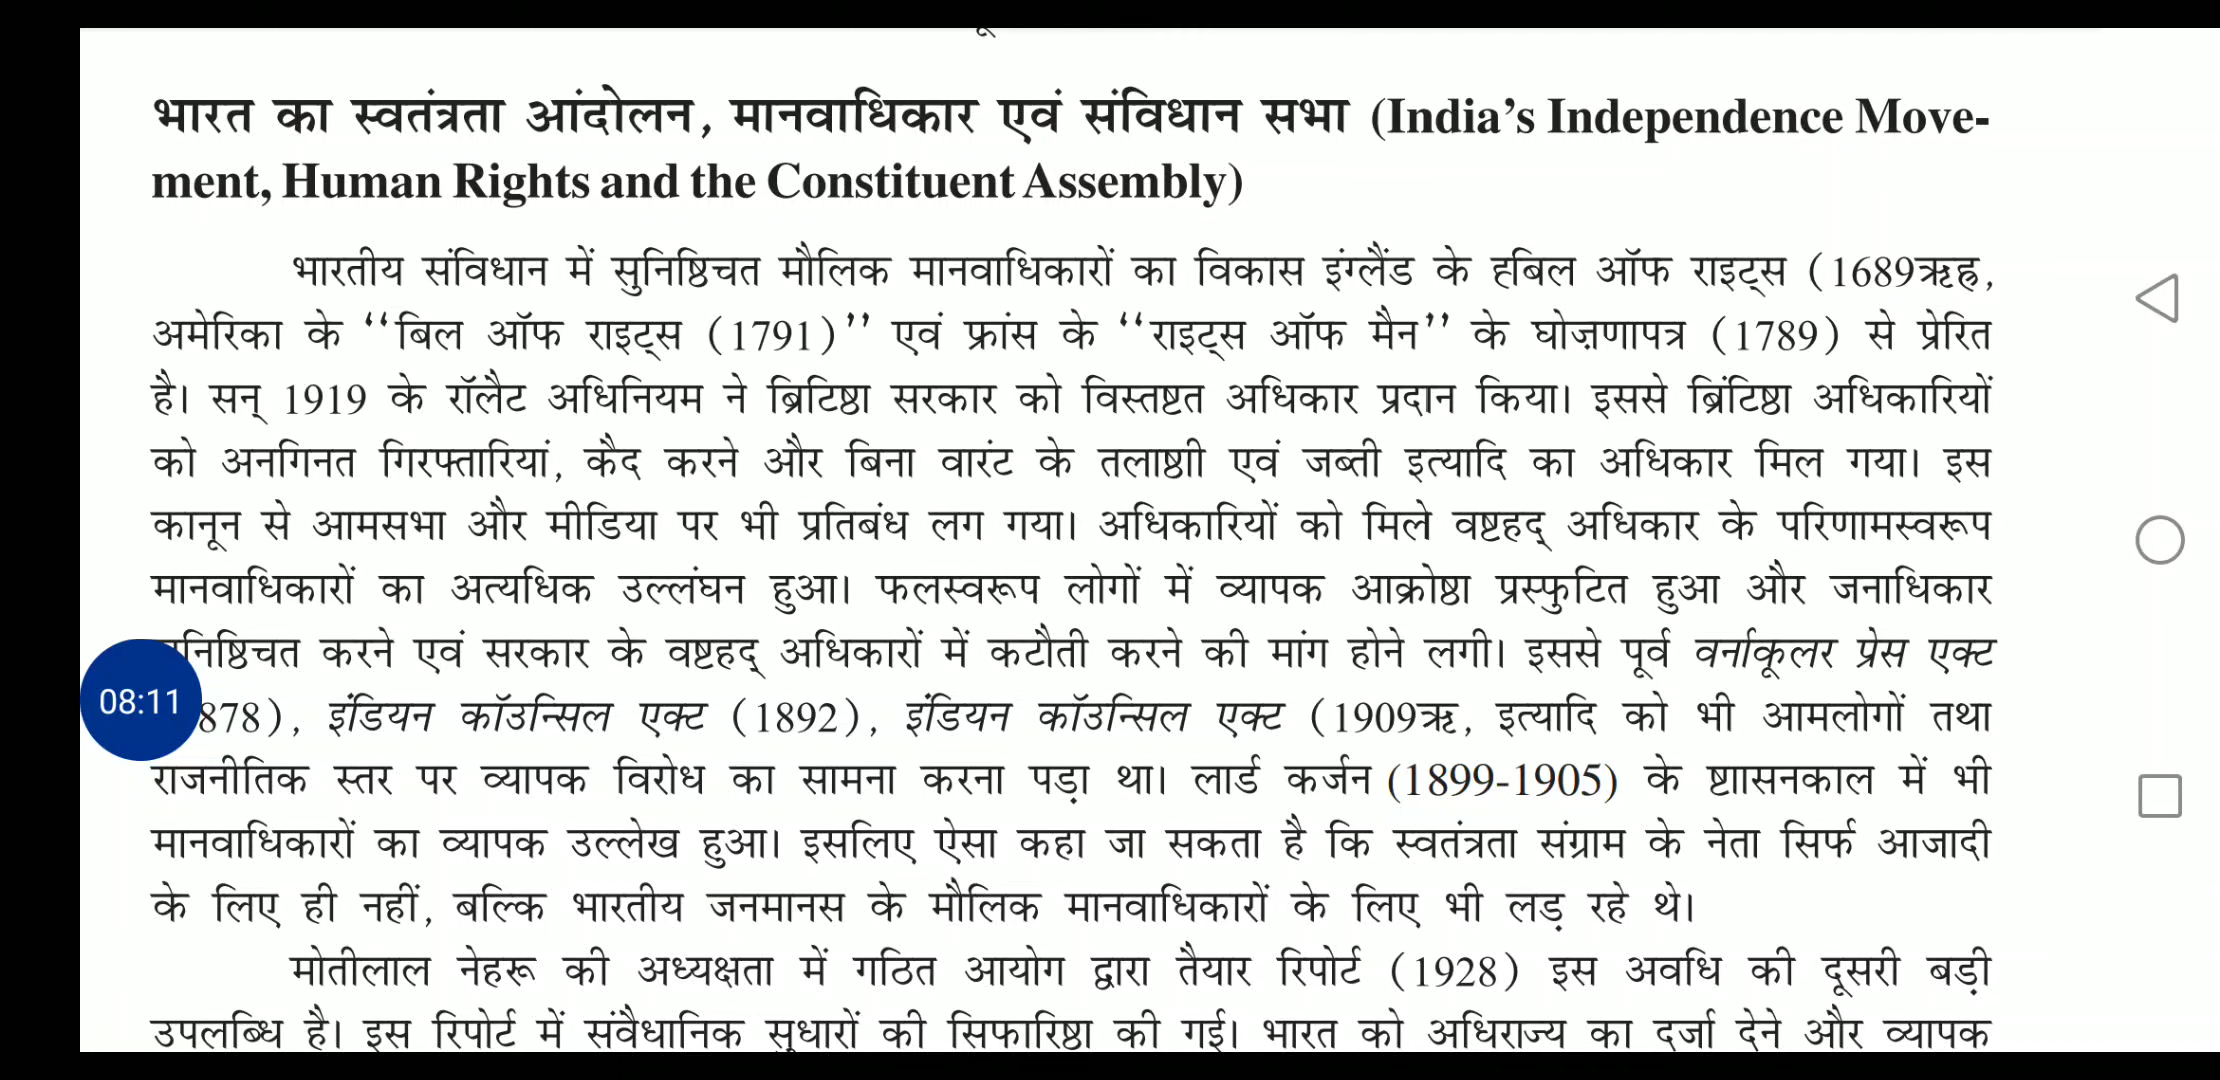 भारत का स्वतंत्रता आंदोलन, मानवाधिकार एवं संविधान सभा (India’s Independence Move-
ment, Human Rights and the Constituent Assembly)
भारतीय संविधान में सुनिष्ठिचत मौलिक मानवाधिकारों का विकास इंग्लैंड के ह्बिल ऑफ राइट्स (1689ऋह्र,
अमेरिका के ‘‘बिल ऑफ राइट्स (1791)’’ एवं फ्रांस के ‘‘राइट्स ऑफ मैन’’ के घोज़णापत्र (1789) से प्रेरित
है। सन् 1919 के रॉलैट अधिनियम ने ब्रिटिष्ठा सरकार को विस्तष्टत अधिकार प्रदान किया। इससे ब्रिंटिष्ठा अधिकारियों
को अनगिनत गिरफ्तारियां, कैद करने और बिना वारंट के तलाष्ठाी एवं जब्ती इत्यादि का अधिकार मिल गया। इस
कानून से आमसभा और मीडिया पर भी प्रतिबंध लग गया। अधिकारियों को मिले वष्टहद् अधिकार के परिणामस्वरूप
मानवाधिकारों का अत्यधिक उल्लंघन हुआ। फलस्वरूप लोगों में व्यापक आक्रोष्ठा प्रस्फुटित हुआ और जनाधिकार
निष्ठिचत करने एवं सरकार के वष्टहद् अधिकारों में कटौती करने की मांग होने लगी। इससे पूर्व वर्नाकूलर प्रेस एक्ट
08:11 878), इंडियन कॉउन्सिल एक्ट (1892), इंडियन कॉउन्सिल एक्ट (1909ऋ, इत्यादि को भी आमलोगों तथा
राजनीतिक स्तर पर व्यापक विरोध का सामना करना पड़ा था। लार्ड कर्जन (1899-1905) के ष्टाासनकाल में भी
मानवाधिकारों का व्यापक उल्लेख हुआ। इसलिए ऐसा कहा जा सकता है कि स्वतंत्रता संग्राम के नेता सिर्फ आजादी
के लिए ही नहीं, बल्कि भारतीय जनमानस के मौलिक मानवाधिकारों के लिए भी लड़ रहे थे।
मोतीलाल नेहरू की अध्यक्षता में गठित आयोग द्वारा तैयार रिपोर्ट (1928) इस अवधि की दूसरी बड़ी
उपलब्धि है। इस रिपोर्ट में संवैधानिक सुधारों की सिफारिष्ठा की गई। भारत को अधिराज्य का दर्जा देने और व्यापक